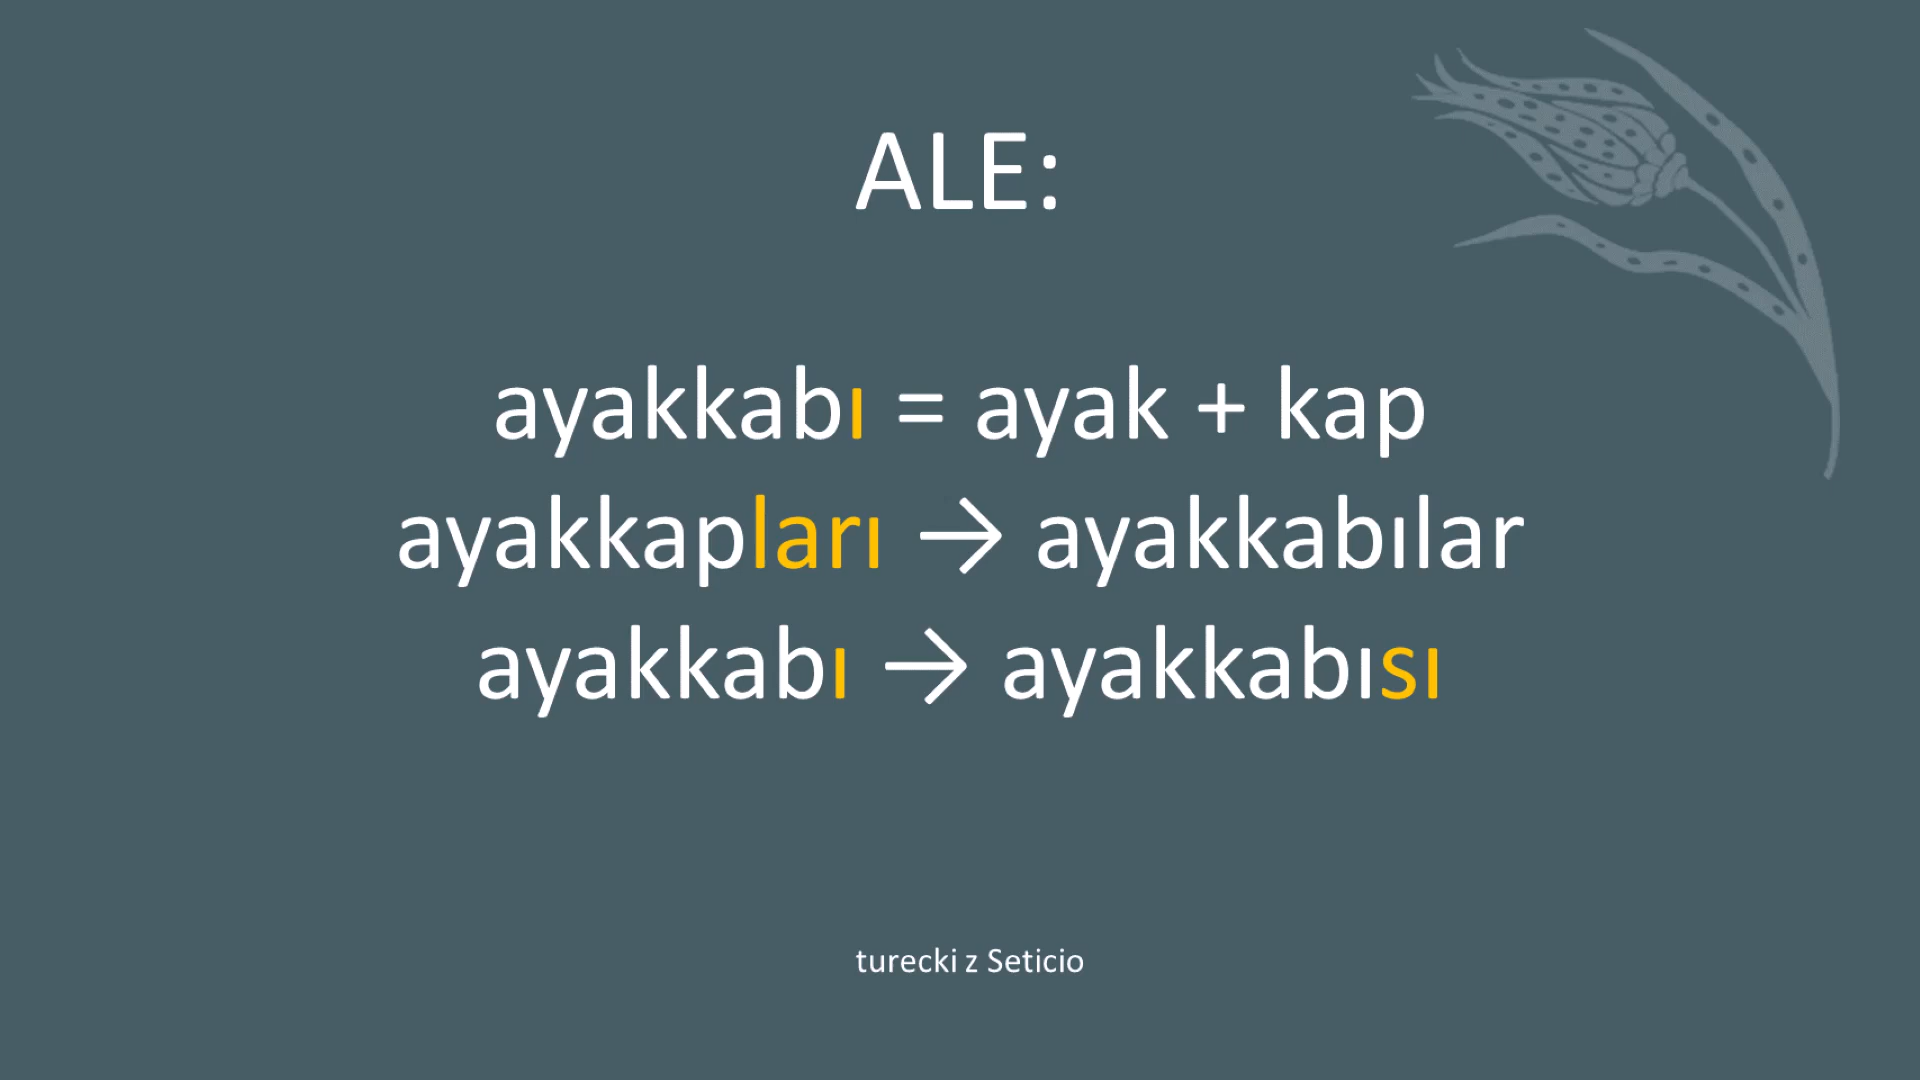 ALE:
ayakkabı = ayak + kap
ayakkapları → ayakkabılar
ayakkabı → ayakkabısı
turecki z Seticio